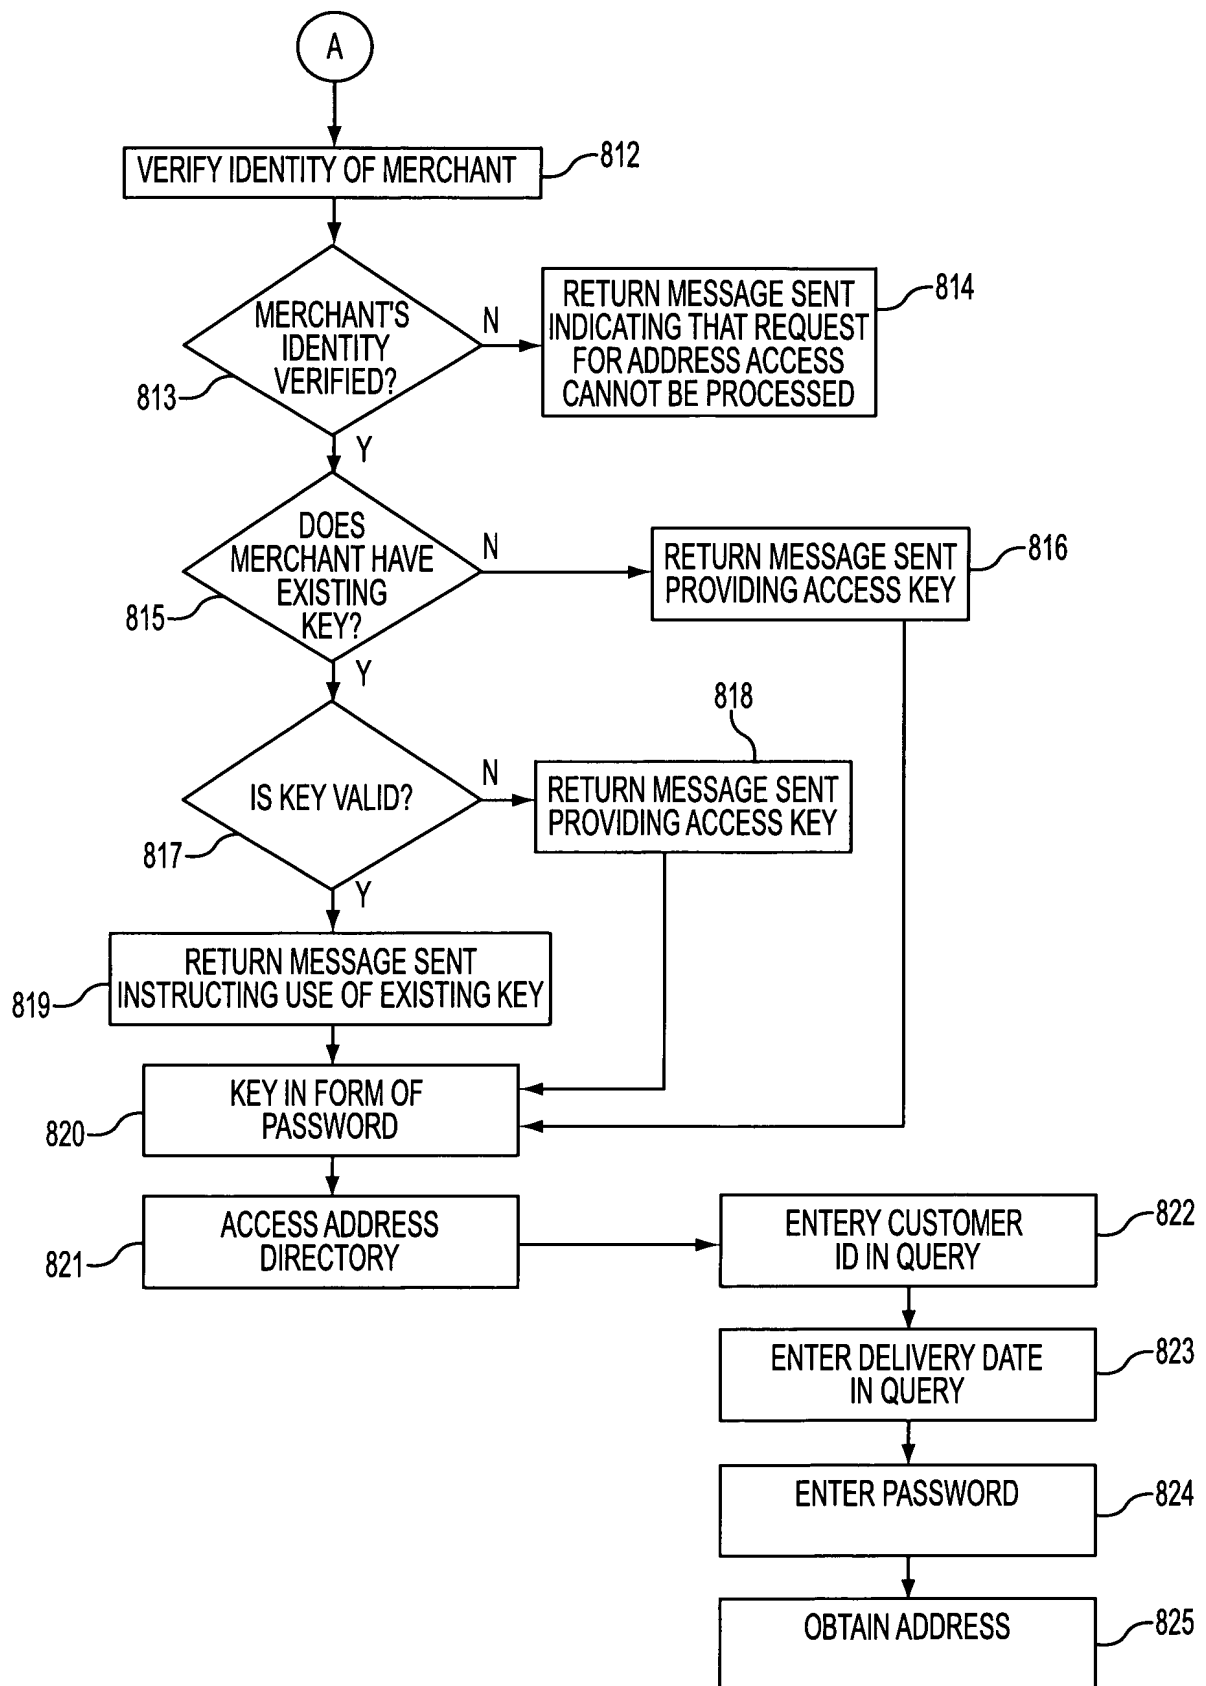 A
VERIFY IDENTITY OF MERCHANT
812
MERCHANT'S
IDENTITY
VERIFIED?
813
N
RETURN MESSAGE SENT
INDICATING THAT REQUEST
FOR ADDRESS ACCESS
CANNOT BE PROCESSED
814
Y
DOES
MERCHANT HAVE
EXISTING
KEY?
815
N
RETURN MESSAGE SENT
PROVIDING ACCESS KEY
816
Y
IS KEY VALID?
817
N
818
RETURN MESSAGE SENT
PROVIDING ACCESS KEY
Y
RETURN MESSAGE SENT
INSTRUCTING USE OF EXISTING KEY
819
KEY IN FORM OF
PASSWORD
820
ACCESS ADDRESS
DIRECTORY
821
ENTERY CUSTOMER
ID IN QUERY
822
ENTER DELIVERY DATE
IN QUERY
823
ENTER PASSWORD
824
OBTAIN ADDRESS
825